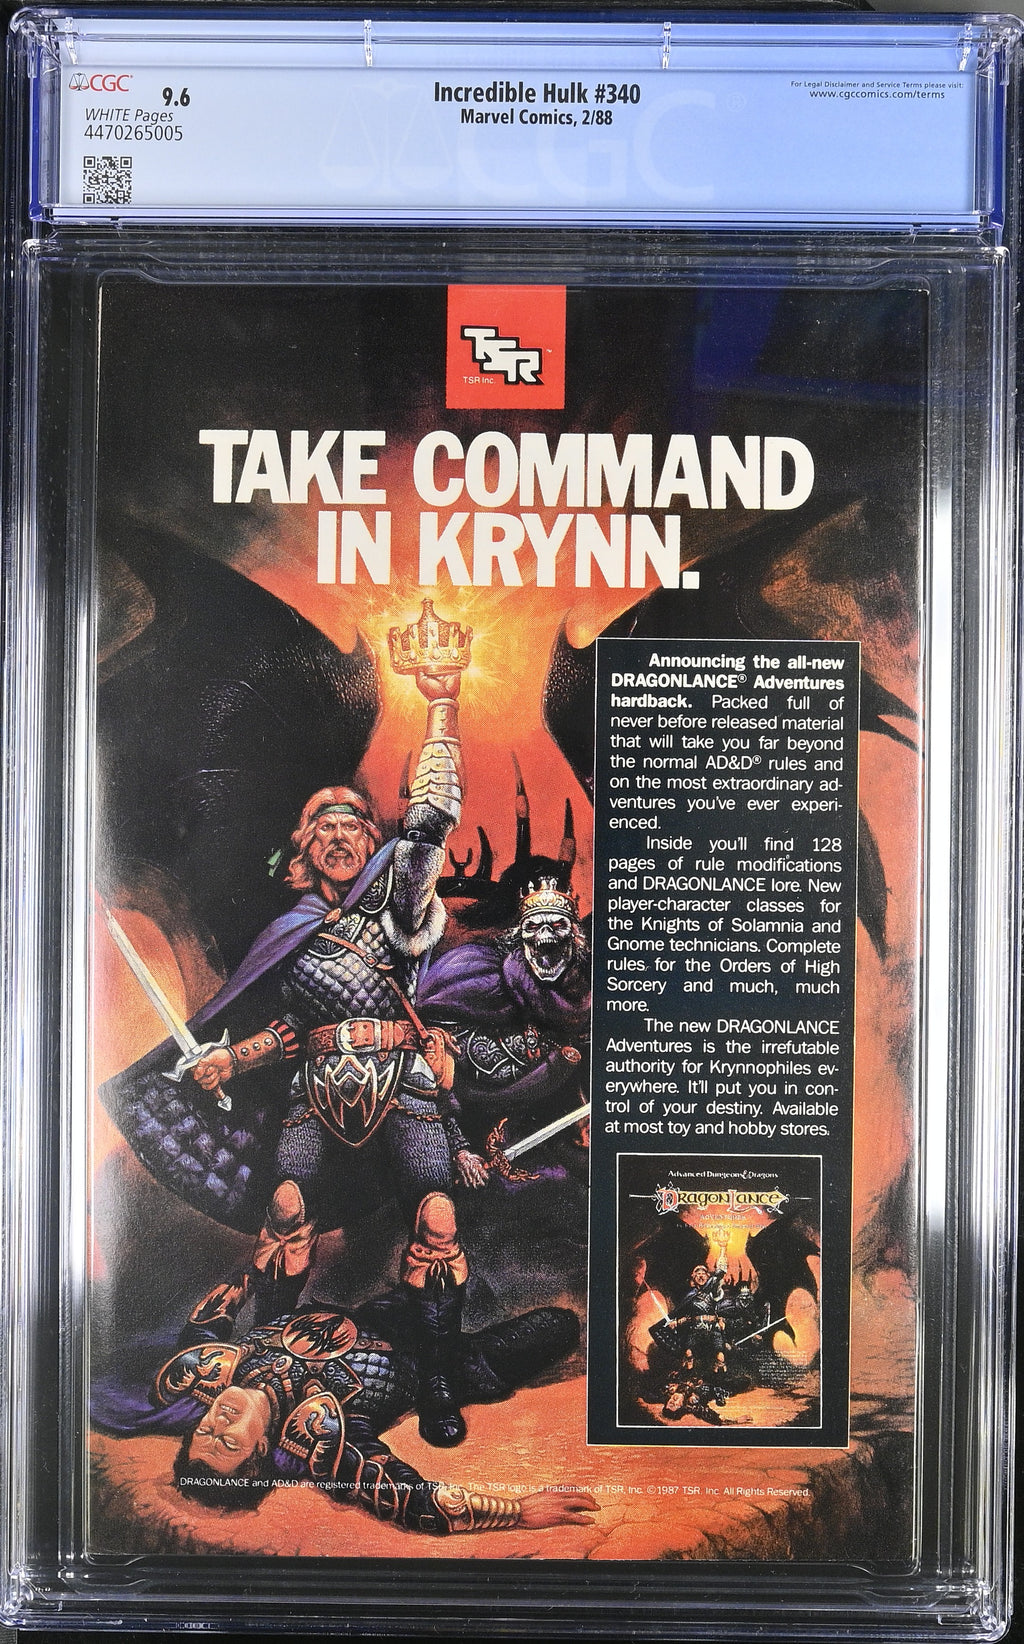 CGC
9.6
WHITE Pages
4470265005
Incredible Hulk #340
Marvel Comics, 2/88
For Legal Disclaimer and Service Terms please visit:
www.cgccomics.com/terms
CGC
TSR
TSR Inc.
TAKE COMMAND
IN KRYNN.
Announcing the all-new
DRAGONLANCE® Adventures
hardback. Packed full of
never before released material
that will take you far beyond
the normal AD&D® rules and
on the most extraordinary ad-
ventures you've ever experi-
enced.
Inside you'll find 128
pages of rule modifications
and DRAGONLANCE lore. New
player-character classes for
the Knights of Solamnia and
Gnome technicians. Complete
rules for the Orders of High
Sorcery and much, much
more.
The new DRAGONLANCE
Adventures is the irrefutable
authority for Krynnophiles ev-
erywhere. It'll put you in con-
trol of your destiny. Available
at most toy and hobby stores.
Advanced Dungeons & Dragons
DRAGONLANCE
ADVENTURES
DRAGONLANCE and AD&D are registered trademarks of TSR, Inc. The TSR logo is a trademark of TSR, Inc. ©1987 TSR, Inc. All Rights Reserved.